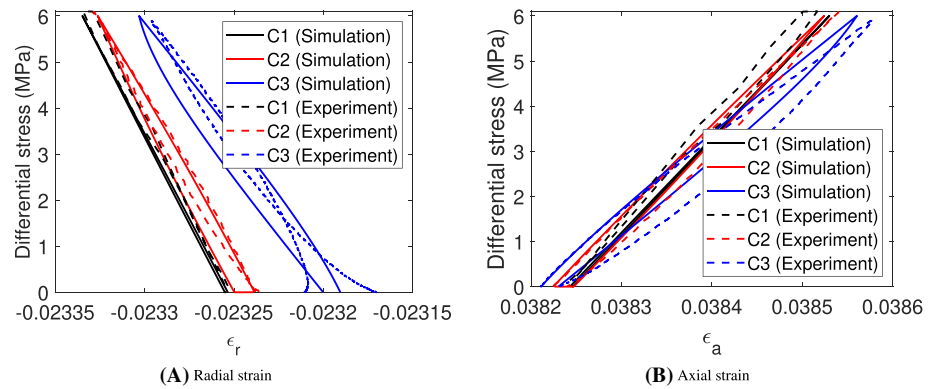 Differential stress (MPa)
6
5
4
3
2
1
0
C1 (Simulation)
C2 (Simulation)
C3 (Simulation)
C1 (Experiment)
C2 (Experiment)
C3 (Experiment)
-0.02335 -0.0233 -0.02325 -0.0232 -0.02315
ϵr
(A) Radial strain
Differential stress (MPa)
6
5
4
3
2
1
0
C1 (Simulation)
C2 (Simulation)
C3 (Simulation)
C1 (Experiment)
C2 (Experiment)
C3 (Experiment)
0.0382 0.0383 0.0384 0.0385 0.0386
ϵa
(B) Axial strain